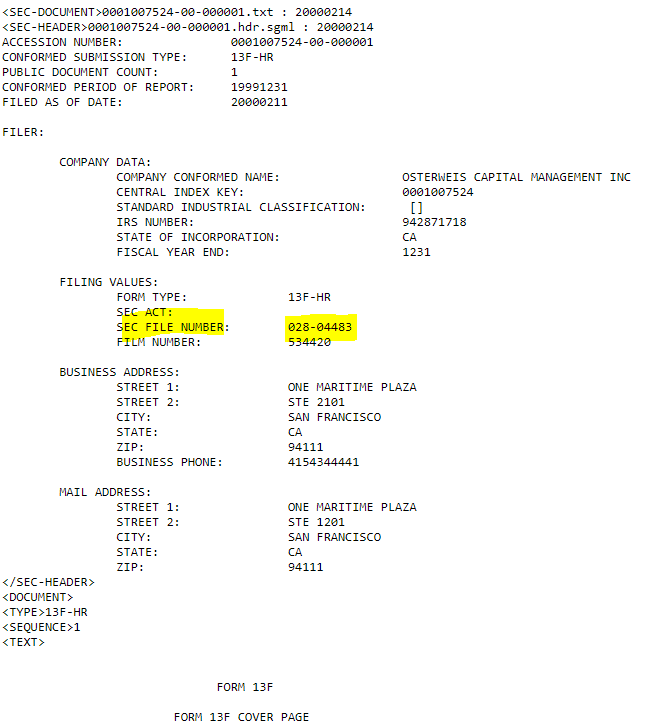 <SEC-DOCUMENT>0001007524-00-000001.txt : 20000214
<SEC-HEADER>0001007524-00-000001.hdr.sgml : 20000214
ACCESSION NUMBER: 0001007524-00-000001
CONFORMED SUBMISSION TYPE: 13F-HR
PUBLIC DOCUMENT COUNT: 1
CONFORMED PERIOD OF REPORT: 19991231
FILED AS OF DATE: 20000211
FILER:
COMPANY DATA:
COMPANY CONFORMED NAME: OSTERWEIS CAPITAL MANAGEMENT INC
CENTRAL INDEX KEY: 0001007524
STANDARD INDUSTRIAL CLASSIFICATION: []
IRS NUMBER: 942871718
STATE OF INCORPORATION: CA
FISCAL YEAR END: 1231
FILING VALUES:
FORM TYPE: 13F-HR
SEC ACT:
SEC FILE NUMBER: 028-04483
FILM NUMBER: 534420
BUSINESS ADDRESS:
STREET 1: ONE MARITIME PLAZA
STREET 2: STE 2101
CITY: SAN FRANCISCO
STATE: CA
ZIP: 94111
BUSINESS PHONE: 4154344441
MAIL ADDRESS:
STREET 1: ONE MARITIME PLAZA
STREET 2: STE 1201
CITY: SAN FRANCISCO
STATE: CA
ZIP: 94111
</SEC-HEADER>
<DOCUMENT>
<TYPE>13F-HR
<SEQUENCE>1
<TEXT>
FORM 13F
FORM 13F COVER PAGE